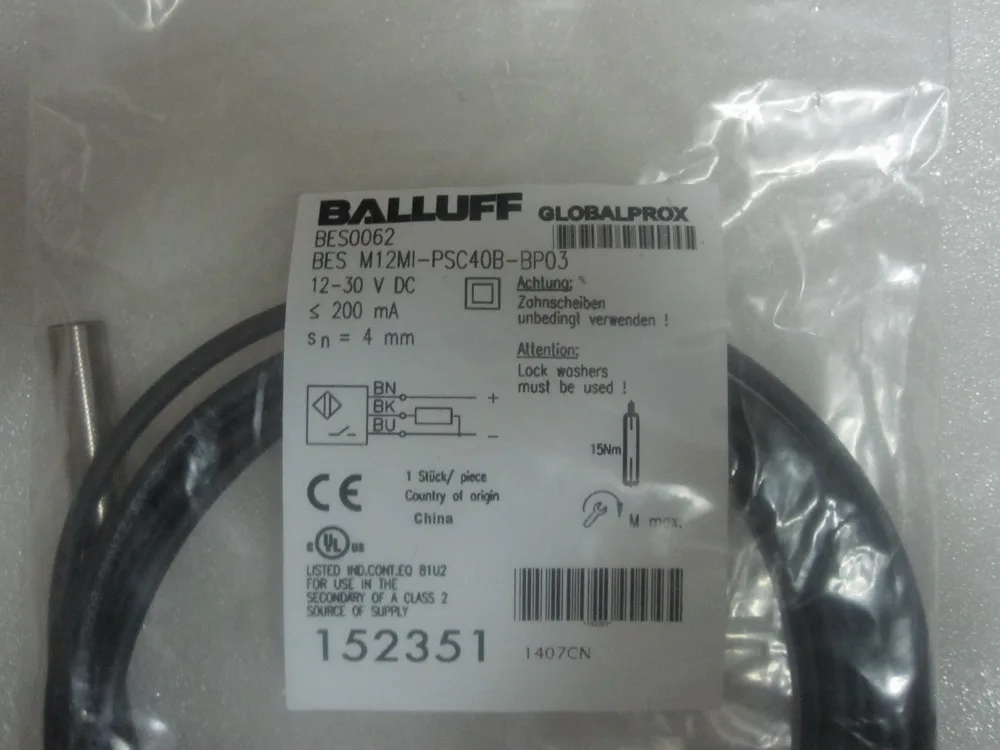 BALLUFF GLOBALPROX
BES0062
BES M12MI-PSC40B-BP03
12-30 V DC
≤ 200 mA
sn = 4 mm
Achtung:
Zahnscheiben
unbedingt verwenden !
Attention:
Lock washers
must be used !
BN +
BK
BU -
15Nm
M max.
CE
1 Stück/ piece
Country of origin
China
C UL US
LISTED IND.CONT.EQ 81U2
FOR USE IN THE
SECONDARY OF A CLASS 2
SOURCE OF SUPPLY
152351
1407CN